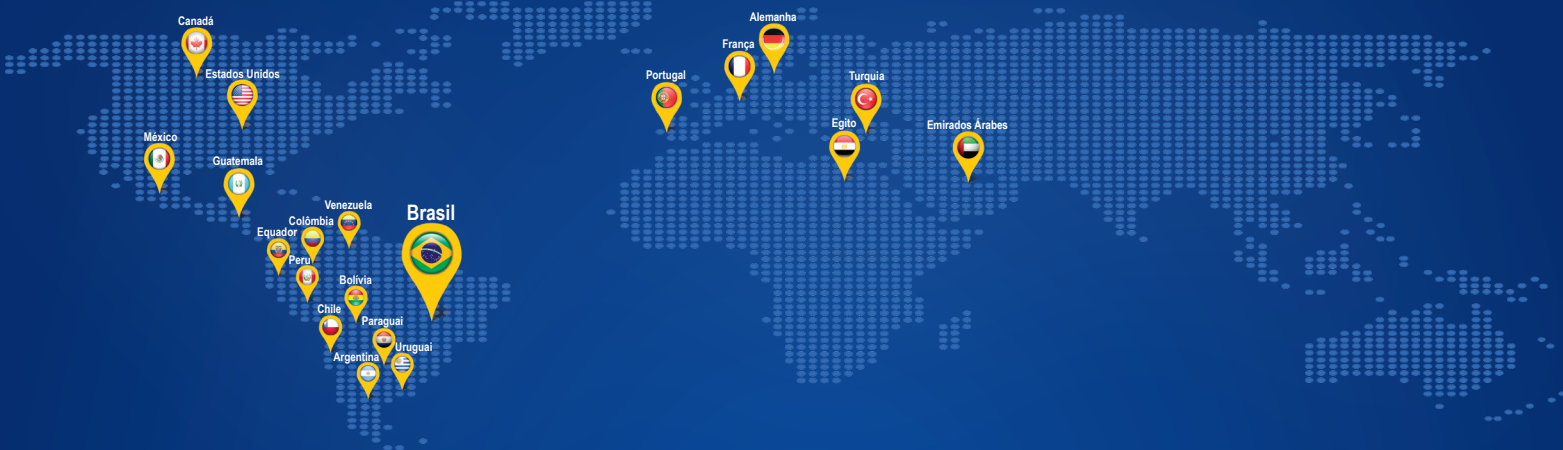 Canadá
Estados Unidos
México
Guatemala
Venezuela
Colômbia
Equador
Peru
Brasil
Bolívia
Chile
Paraguai
Uruguai
Argentina
Alemanha
França
Portugal
Turquia
Egito
Emirados Árabes